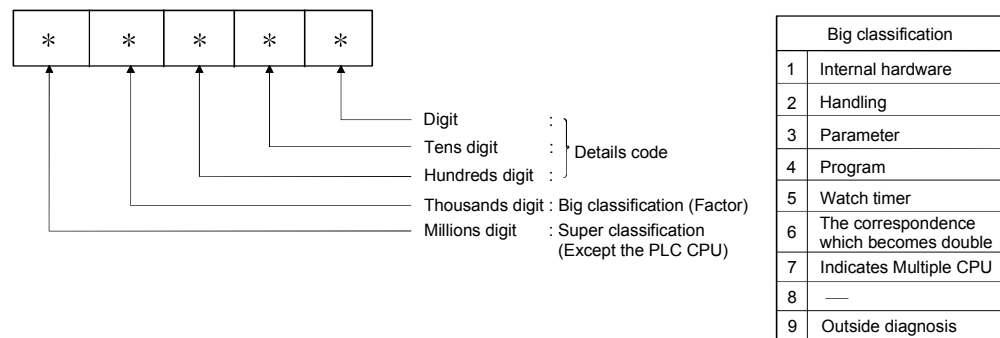 * * * * *
Digit :
Tens digit : Details code
Hundreds digit :
Thousands digit : Big classification (Factor)
Millions digit : Super classification
(Except the PLC CPU)
Big classification
1 Internal hardware
2 Handling
3 Parameter
4 Program
5 Watch timer
6 The correspondence
which becomes double
7 Indicates Multiple CPU
8 —
9 Outside diagnosis